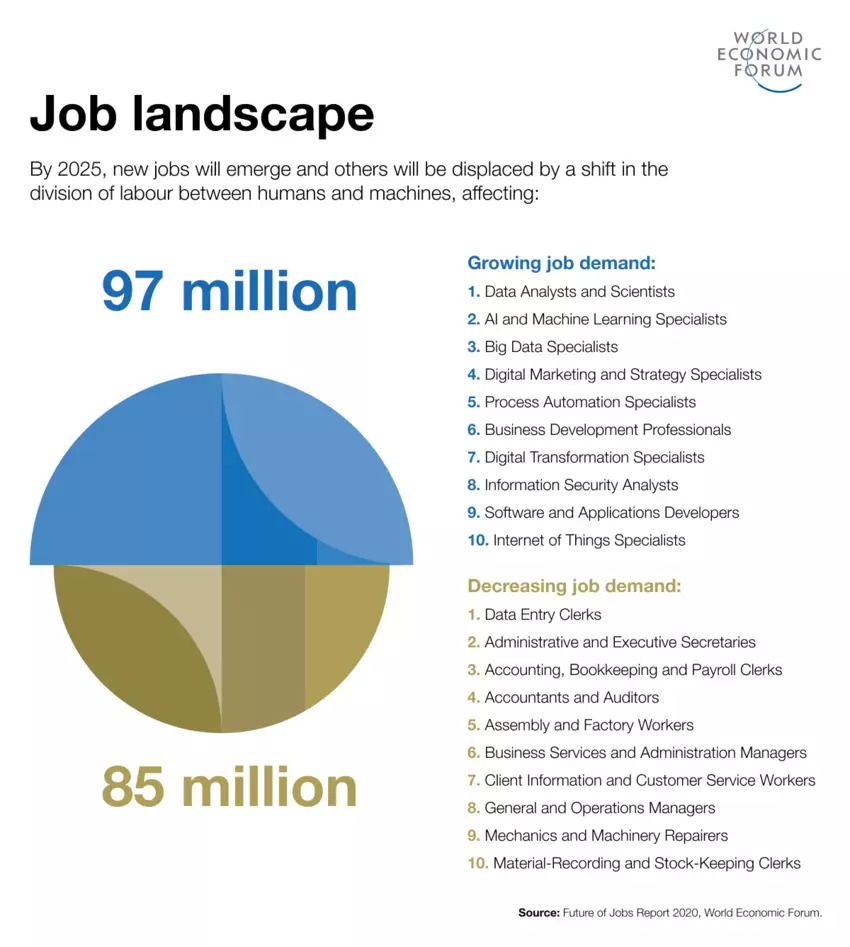 WORLD
ECONOMIC
FORUM
Job landscape
By 2025, new jobs will emerge and others will be displaced by a shift in the
division of labour between humans and machines, affecting:
97 million
85 million
Growing job demand:
1. Data Analysts and Scientists
2. AI and Machine Learning Specialists
3. Big Data Specialists
4. Digital Marketing and Strategy Specialists
5. Process Automation Specialists
6. Business Development Professionals
7. Digital Transformation Specialists
8. Information Security Analysts
9. Software and Applications Developers
10. Internet of Things Specialists
Decreasing job demand:
1. Data Entry Clerks
2. Administrative and Executive Secretaries
3. Accounting, Bookkeeping and Payroll Clerks
4. Accountants and Auditors
5. Assembly and Factory Workers
6. Business Services and Administration Managers
7. Client Information and Customer Service Workers
8. General and Operations Managers
9. Mechanics and Machinery Repairers
10. Material-Recording and Stock-Keeping Clerks
Source: Future of Jobs Report 2020, World Economic Forum.